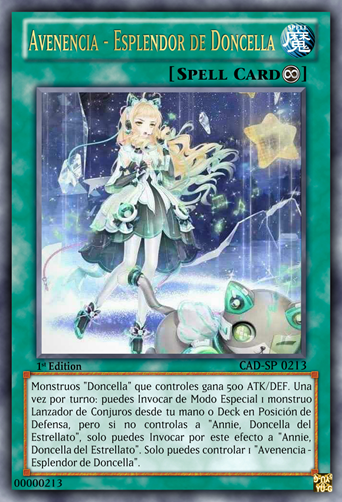 Avenencia - Esplendor de Doncella
[Spell Card]
1st Edition
CAD-SP 0213
Monstruos "Doncella" que controles gana 500 ATK/DEF. Una
vez por turno: puedes Invocar de Modo Especial 1 monstruo
Lanzador de Conjuros desde tu mano o Deck en Posición de
Defensa, pero si no controlas a "Annie, Doncella del
Estrellato", solo puedes Invocar por este efecto a "Annie,
Doncella del Estrellato". Solo puedes controlar 1 "Avenencia -
Esplendor de Doncella".
00000213